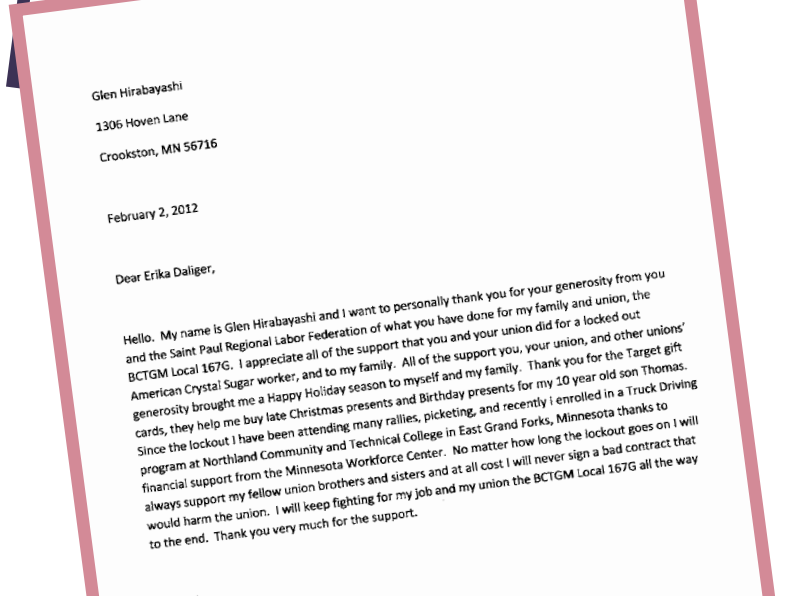 Glen Hirabayashi
1306 Hoven Lane
Crookston, MN 56716
February 2, 2012
Dear Erika Daliger,
Hello. My name is Glen Hirabayashi and I want to personally thank you for your generosity from you
and the Saint Paul Regional Labor Federation of what you have done for my family and union, the
BCTGM Local 167G. I appreciate all of the support that you and your union did for a locked out
American Crystal Sugar worker, and to my family. All of the support you, your union, and other unions'
generosity brought me a Happy Holiday season to myself and my family. Thank you for the Target gift
cards, they help me buy late Christmas presents and Birthday presents for my 10 year old son Thomas.
Since the lockout I have been attending many rallies, picketing, and recently i enrolled in a Truck Driving
program at Northland Community and Technical College in East Grand Forks, Minnesota thanks to
financial support from the Minnesota Workforce Center. No matter how long the lockout goes on I will
always support my fellow union brothers and sisters and at all cost I will never sign a bad contract that
would harm the union. I will keep fighting for my job and my union the BCTGM Local 167G all the way
to the end. Thank you very much for the support.